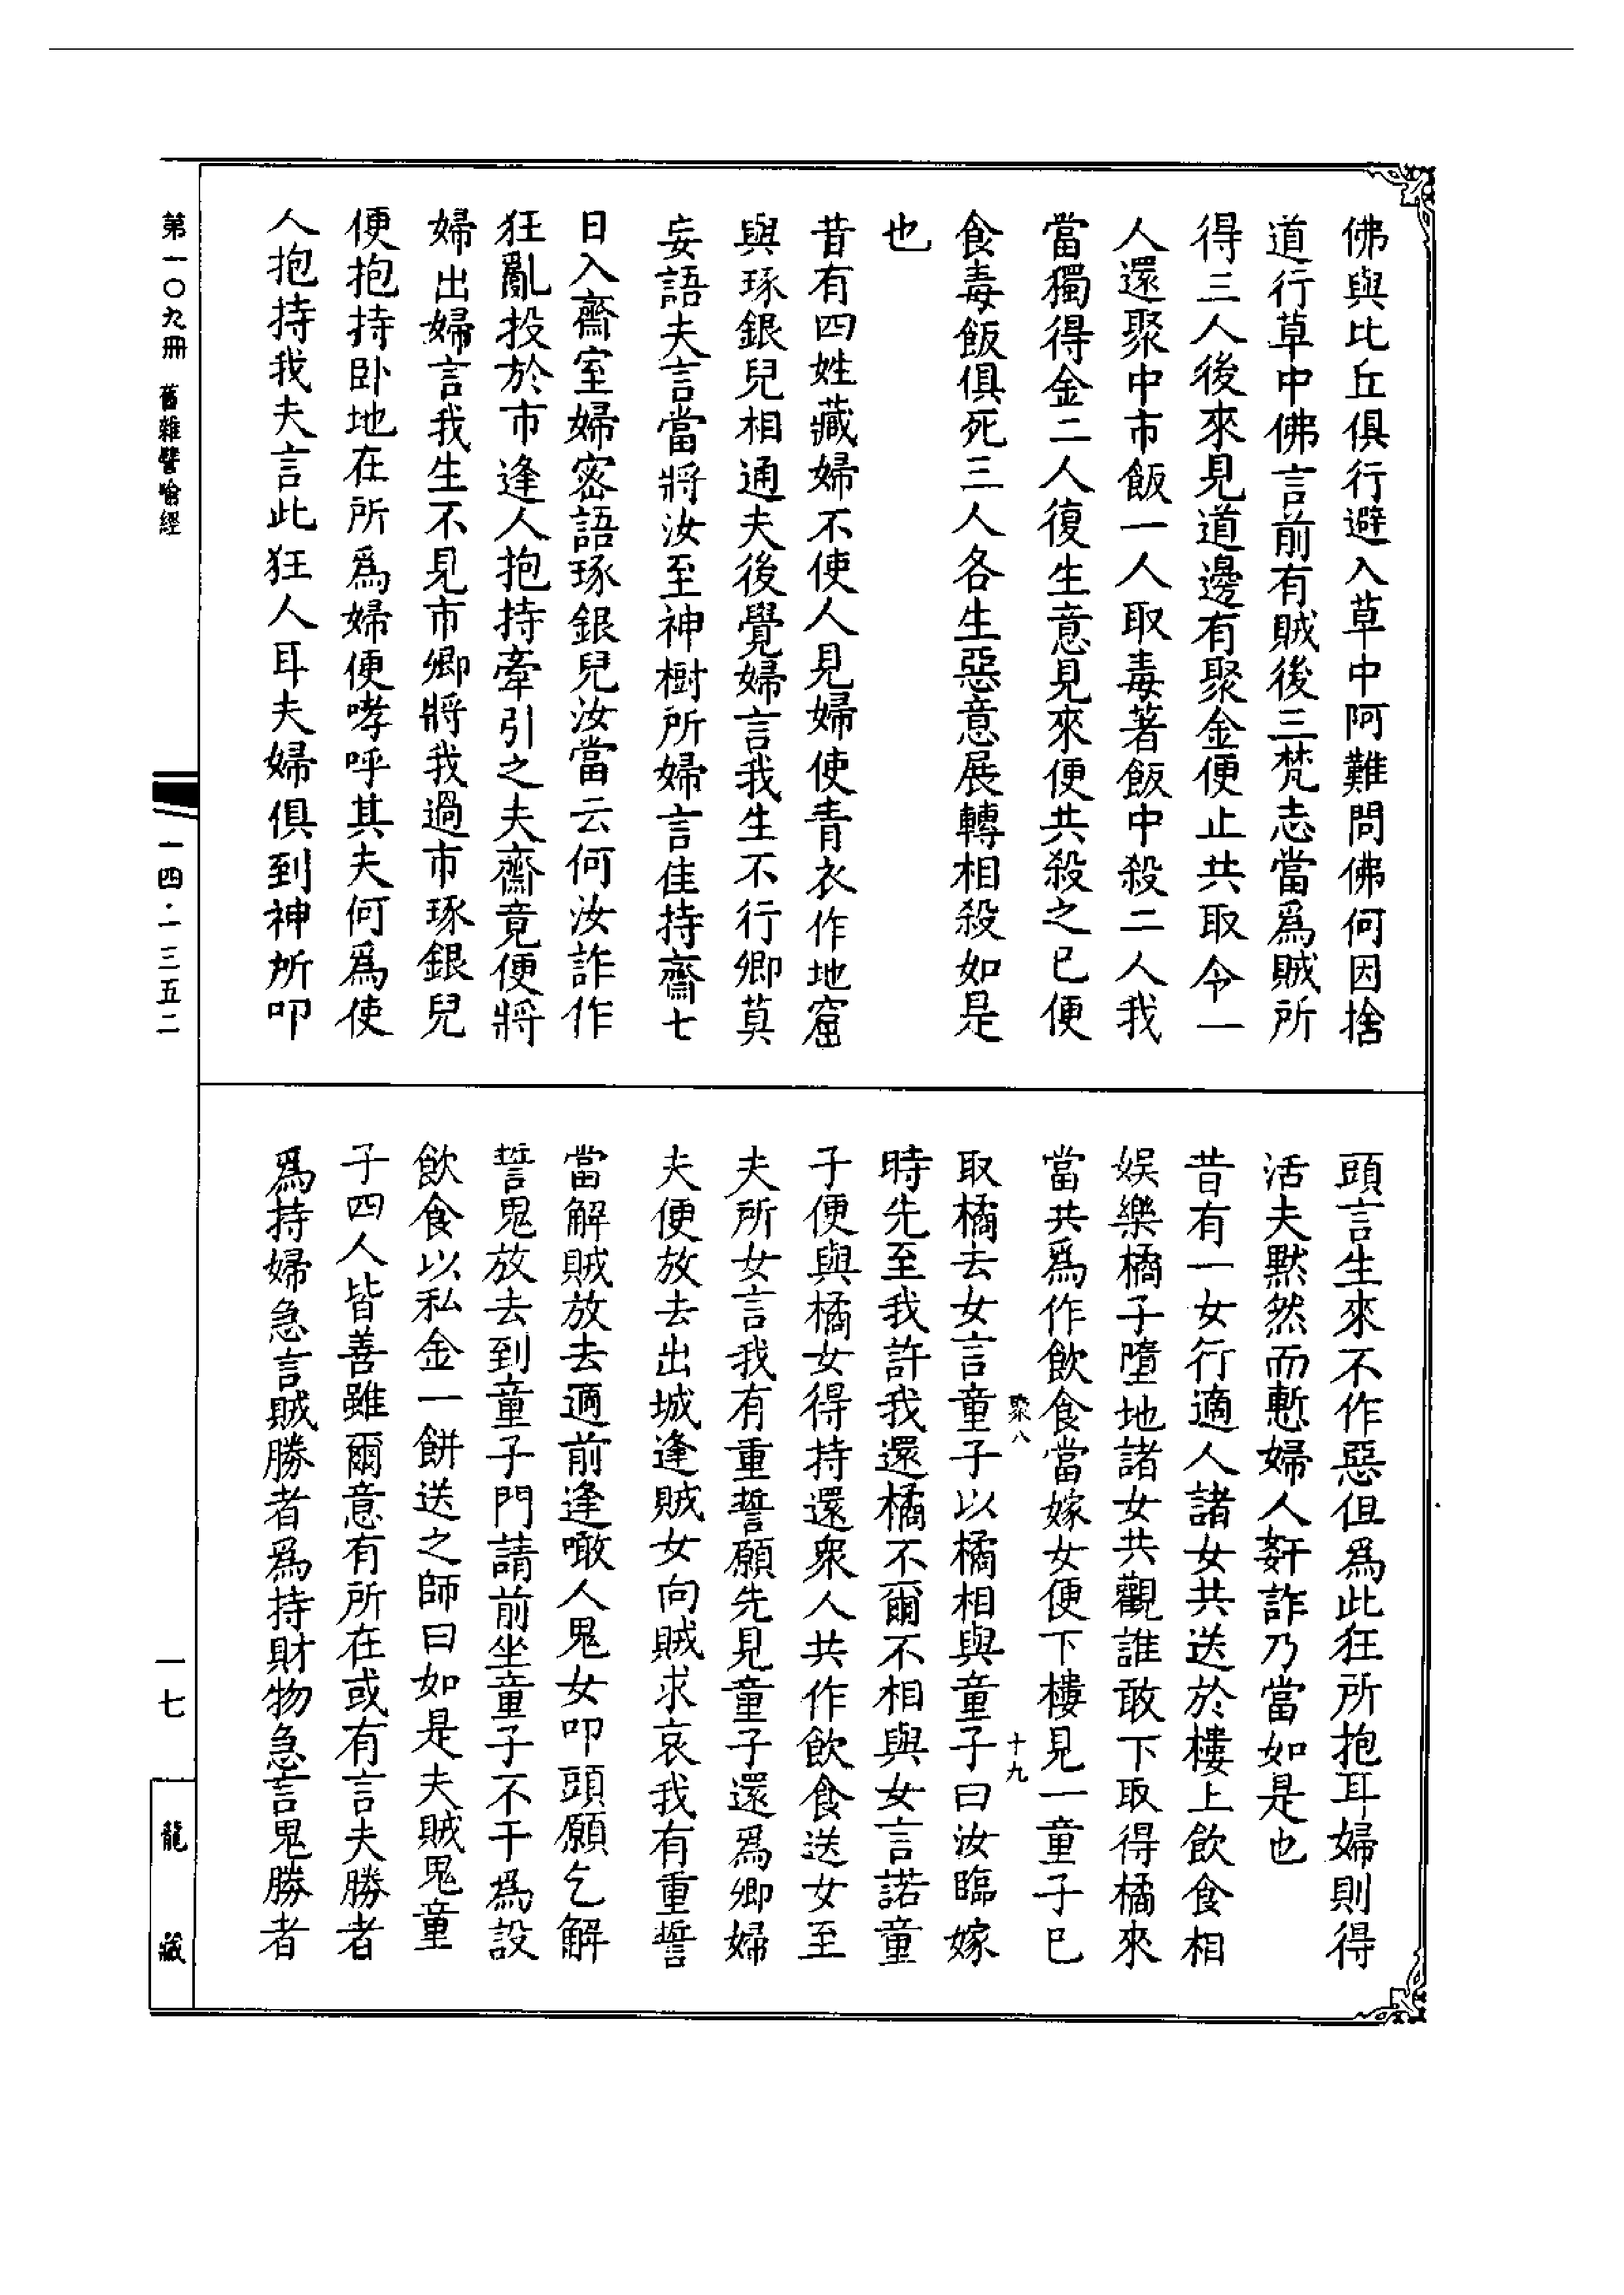 佛與比丘俱行避入草中阿難問佛何因捨
道行草中佛言前有賊後三梵志當爲賊所
得三人後來見道邊有聚金便止共取令一
人還聚中市飯一人取毒著飯中殺二人我
當獨得金二人復生意見來便共殺之已便
食毒飯俱死三人各生惡意展轉相殺如是
也
昔有四姓藏婦不使人見婦使青衣作地窟
與琢銀兒相通夫後覺婦言我生不行卿莫
妄語夫言當將汝至神樹所婦言佳持齋七
日入齋室婦密語琢銀兒汝當云何汝詐作
狂亂投於市逢人抱持牽引之夫齋竟便將
婦出婦言我生不見市卿將我過市琢銀兒
便抱持卧地在所爲婦便哮呼其夫何爲使
人抱持我夫言此狂人耳夫婦俱到神所叩
頭言生來不作惡但爲此狂所抱耳婦則得
活夫默然而慙婦人姧詐乃當如是也
昔有一女行適人諸女共送於樓上飲食相
娛樂橘子墮地諸女共觀誰敢下取得橘來
當共爲作飲食當嫁女便下樓見一童子已
取橘去女言童子以橘相與童子曰汝臨嫁
時先至我許我還橘不爾不相與女言諾童
子便與橘女得持還衆人共作飲食送女至
夫所女言我有重誓願先見童子還爲卿婦
夫便放去出城逢賊女向賊求哀我有重誓
當解賊放去適前逢噉人鬼女叩頭願乞解
誓鬼放去到童子門請前坐童子不干爲設
飲食以私金一餅送之師曰如是夫賊鬼童
子四人皆善雖爾意有所在或有言夫勝者
爲持婦急言賊勝者爲持財物急言鬼勝者
聚八
十九
第一〇九冊 舊雜譬喻經
一四·一三五二
一七
龍藏